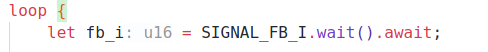 loop {
let fb_i: u16 = SIGNAL_FB_I.wait().await;